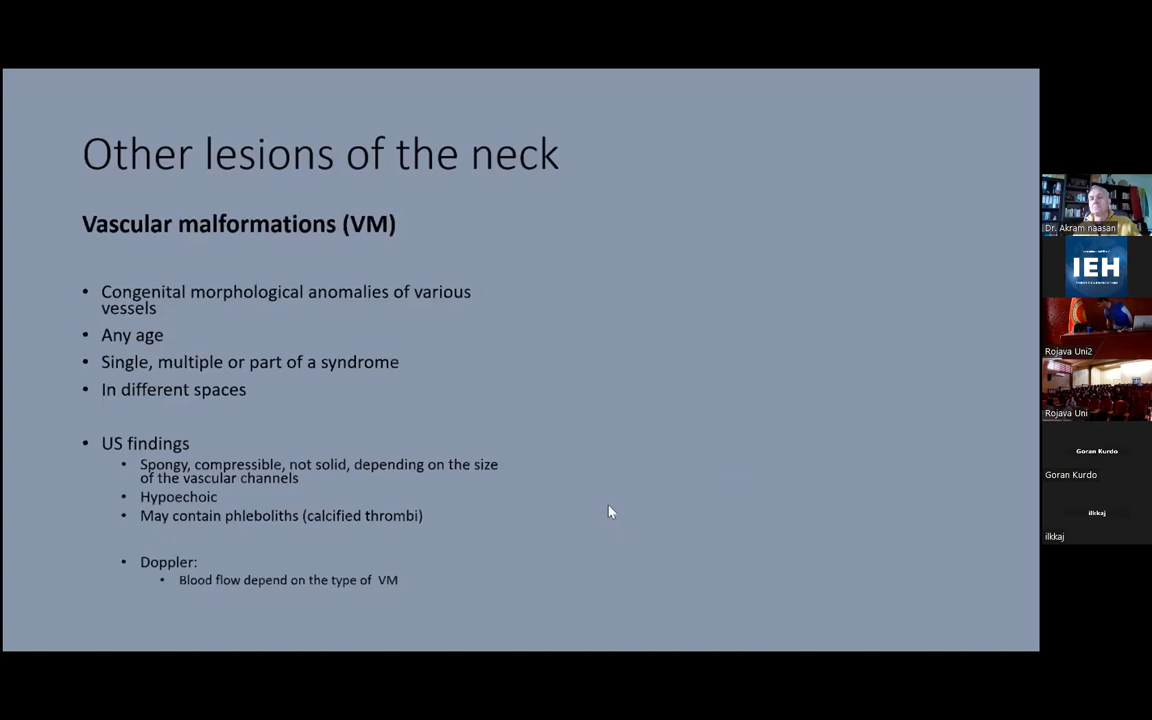 Other lesions of the neck
Vascular malformations (VM)
• Congenital morphological anomalies of various
vessels
• Any age
• Single, multiple or part of a syndrome
• In different spaces
• US findings
• Spongy, compressible, not solid, depending on the size
of the vascular channels
• Hypoechoic
• May contain phleboliths (calcified thrombi)
• Doppler:
• Blood flow depend on the type of VM
Dr. Akram naasan
IEH
Rojava Uni2
Rojava Uni
Goran Kurdo
Goran Kurdo
ilkkaj
ilkkaj